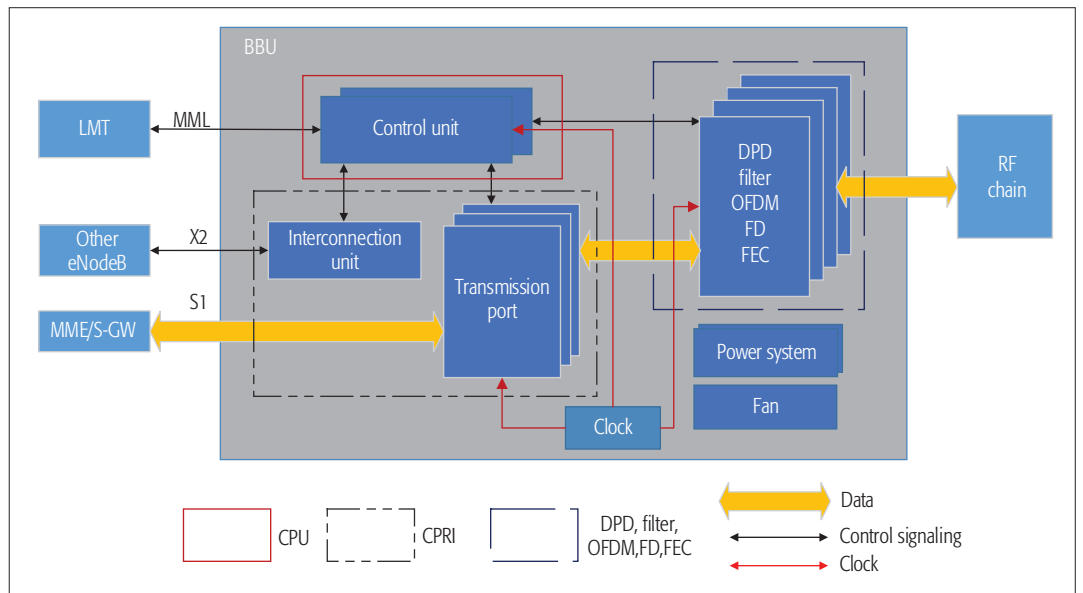 BBU
LMT
MML
Control unit
DPD
filter
OFDM
FD
FEC
RF
chain
Other
eNodeB
X2
Interconnection
unit
Transmission
port
S1
MME/S-GW
Power system
Fan
Clock
CPU
CPRI
DPD, filter,
OFDM,FD,FEC
Data
Control signaling
Clock